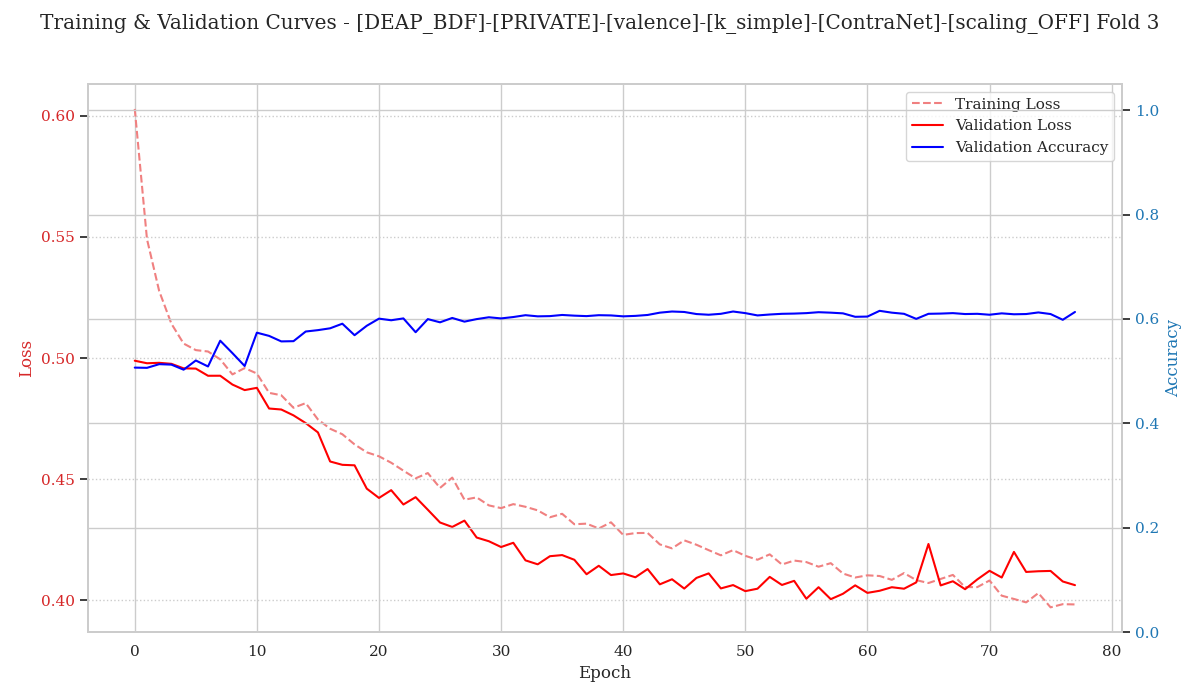 Training & Validation Curves - [DEAP_BDF]-[PRIVATE]-[valence]-[k_simple]-[ContraNet]-[scaling_OFF] Fold 3
Training Loss
Validation Loss
Validation Accuracy
0.60
0.55
0.50
0.45
0.40
Loss
1.0
0.8
0.6
0.4
0.2
0.0
Accuracy
0 10 20 30 40 50 60 70 80
Epoch